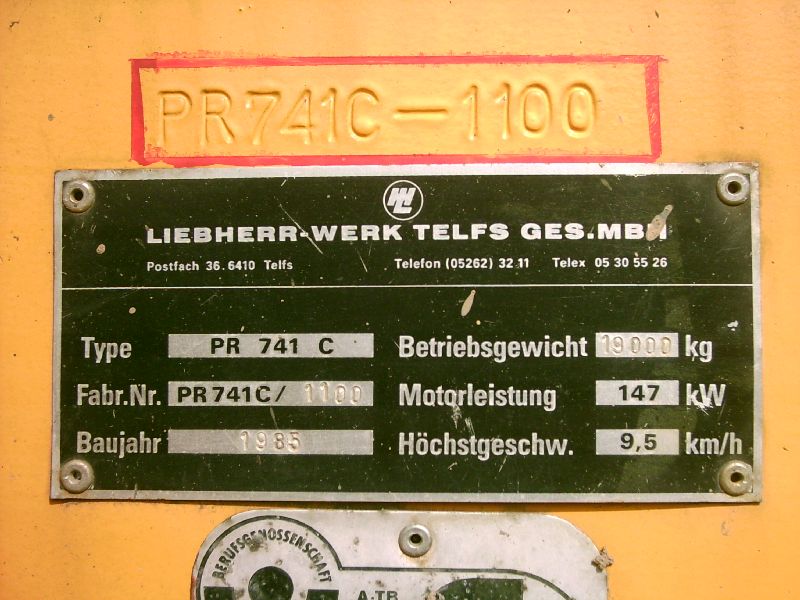 PR741C-1100
LIEBHERR-WERK TELFS GES.MBH
Postfach 36.6410 Telfs Telefon (05262) 32 11 Telex 05 30 55 26
Type PR 741 C Betriebsgewicht 19000 kg
Fabr.Nr. PR741C/ 1100 Motorleistung 147 kW
Baujahr 1985 Höchstgeschw. 9,5 km/h
BERUFSGENOSSENSCHAFT